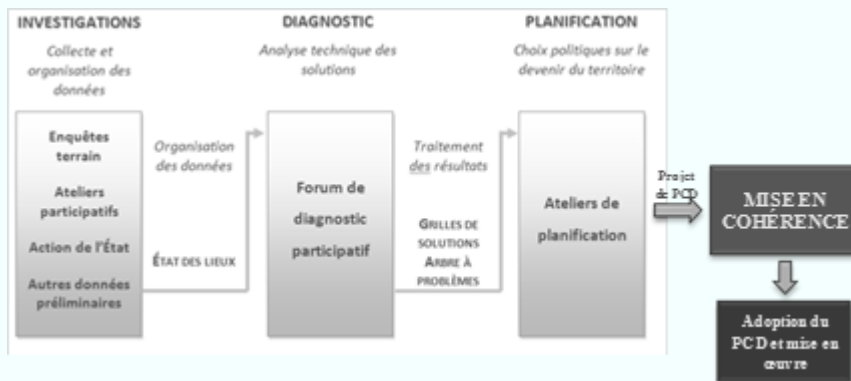 INVESTIGATIONS
Collecte et
organisation des
données
Enquêtes
terrain
Ateliers
participatifs
Action de l'État
Autres données
préliminaires
Organisation
des données
ÉTAT DES LIEUX
DIAGNOSTIC
Analyse technique des
solutions
Forum de
diagnostic
participatif
Traitement
des résultats
GRILLES DE
SOLUTIONS
ARBRE À
PROBLÈMES
PLANIFICATION
Choix politiques sur le
devenir du territoire
Ateliers de
planification
Projet
de PCD
MISE EN
COHÉRENCE
Adoption du
PCD et mise en
œuvre